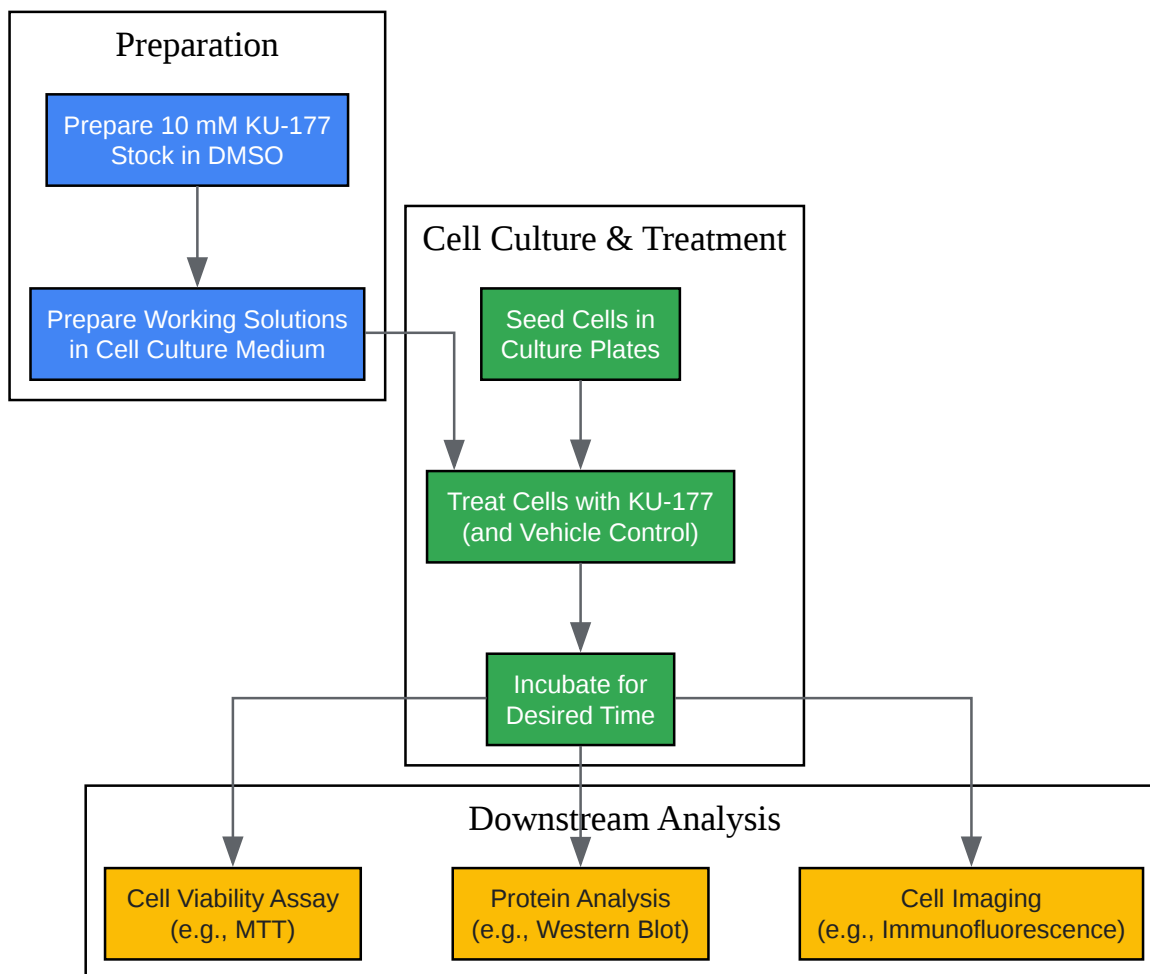 Preparation
Prepare 10 mM KU-177
Stock in DMSO
Prepare Working Solutions
in Cell Culture Medium
Cell Culture & Treatment
Seed Cells in
Culture Plates
Treat Cells with KU-177
(and Vehicle Control)
Incubate for
Desired Time
Downstream Analysis
Cell Viability Assay
(e.g., MTT)
Protein Analysis
(e.g., Western Blot)
Cell Imaging
(e.g., Immunofluorescence)